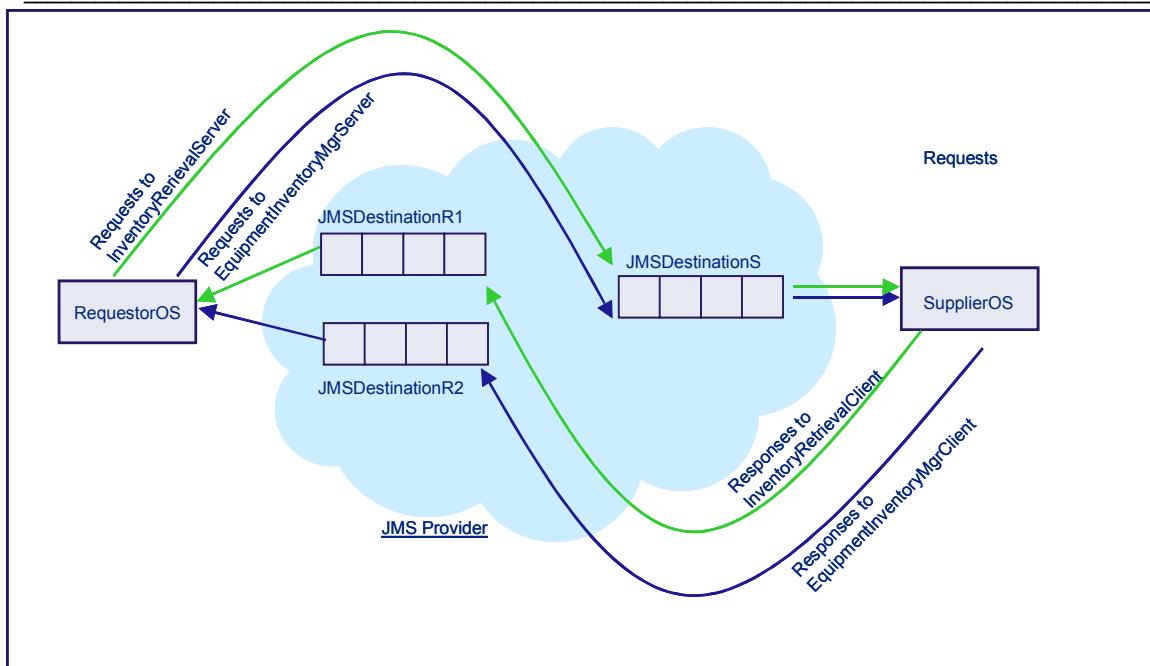 Requests to
InventoryRerievalServer
Requests to
EquipmentInventoryMgrServer
Requests
JMSDestinationR1
JMSDestinationS
RequestorOS
SupplierOS
JMSDestinationR2
Responses to
InventoryRetrievalClient
Responses to
EquipmentInventoryMgrClient
JMS Provider